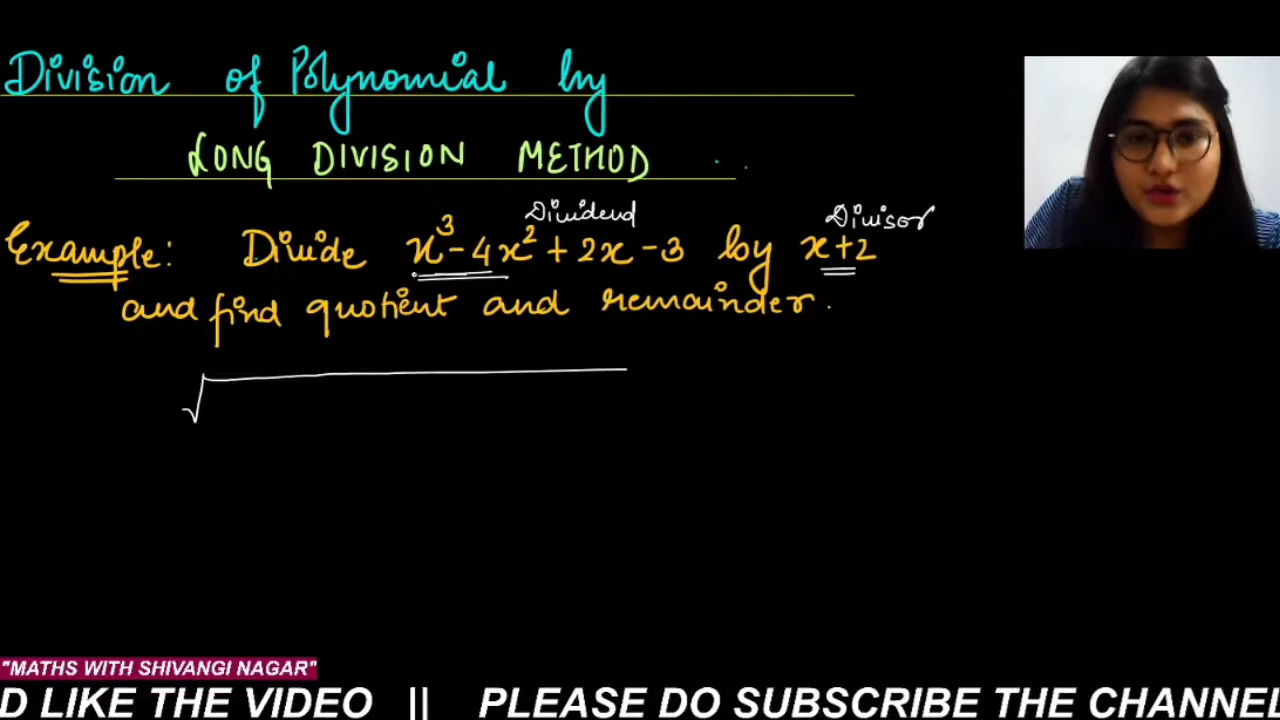 Division of Polynomial by
LONG DIVISION METHOD ..
Dividend Divisor
Example: Divide x³-4x²+2x-3 by x+2
and find quotient and remainder.
"MATHS WITH SHIVANGI NAGAR"
D LIKE THE VIDEO || PLEASE DO SUBSCRIBE THE CHANNEL